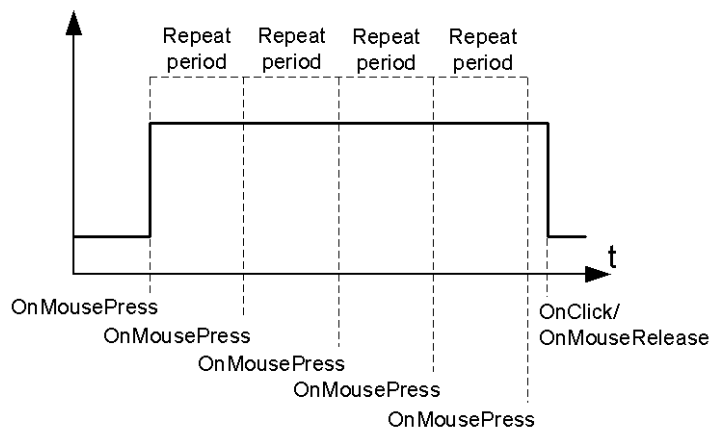 Repeat period
Repeat period
Repeat period
Repeat period
t
OnMousePress
OnMousePress
OnMousePress
OnMousePress
OnMousePress
OnClick/
OnMouseRelease